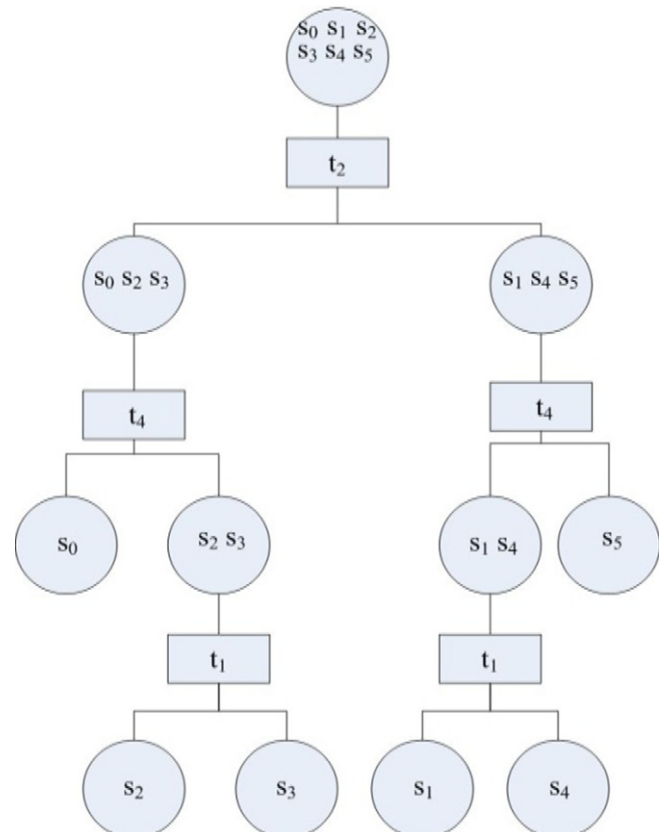 s₀ s₁ s₂
s₃ s₄ s₅
t₂
s₀ s₂ s₃
s₁ s₄ s₅
t₄
t₄
s₀
s₂ s₃
s₁ s₄
s₅
t₁
t₁
s₂
s₃
s₁
s₄